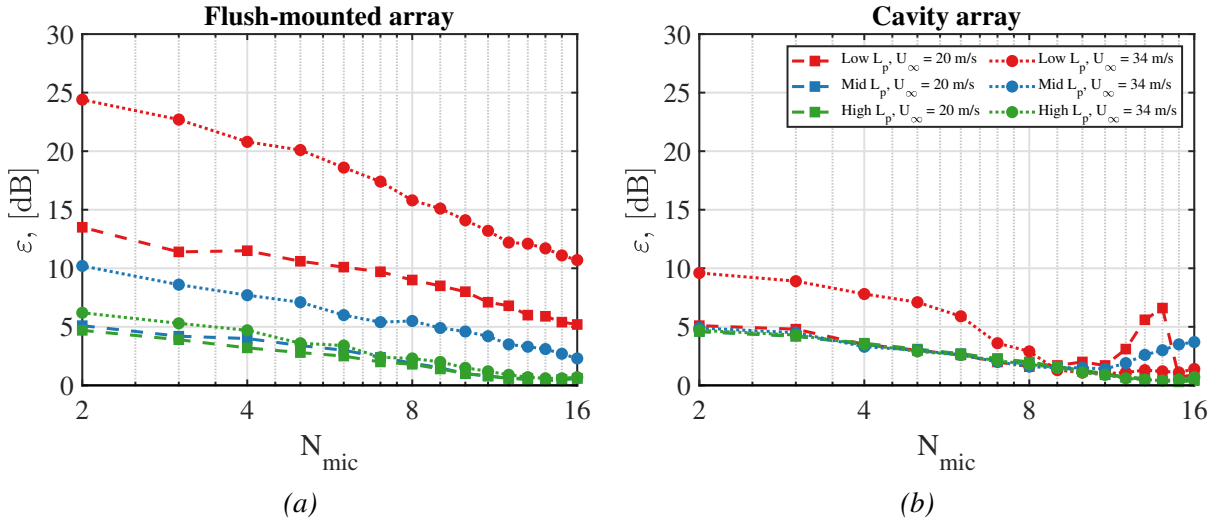 Flush-mounted array
30
25
20
15
10
5
0
ε, [dB]
2
4
8
16
N_mic
(a)
Cavity array
Low L_p, U_∞ = 20 m/s
Low L_p, U_∞ = 34 m/s
Mid L_p, U_∞ = 20 m/s
Mid L_p, U_∞ = 34 m/s
High L_p, U_∞ = 20 m/s
High L_p, U_∞ = 34 m/s
30
25
20
15
10
5
0
ε, [dB]
2
4
8
16
N_mic
(b)